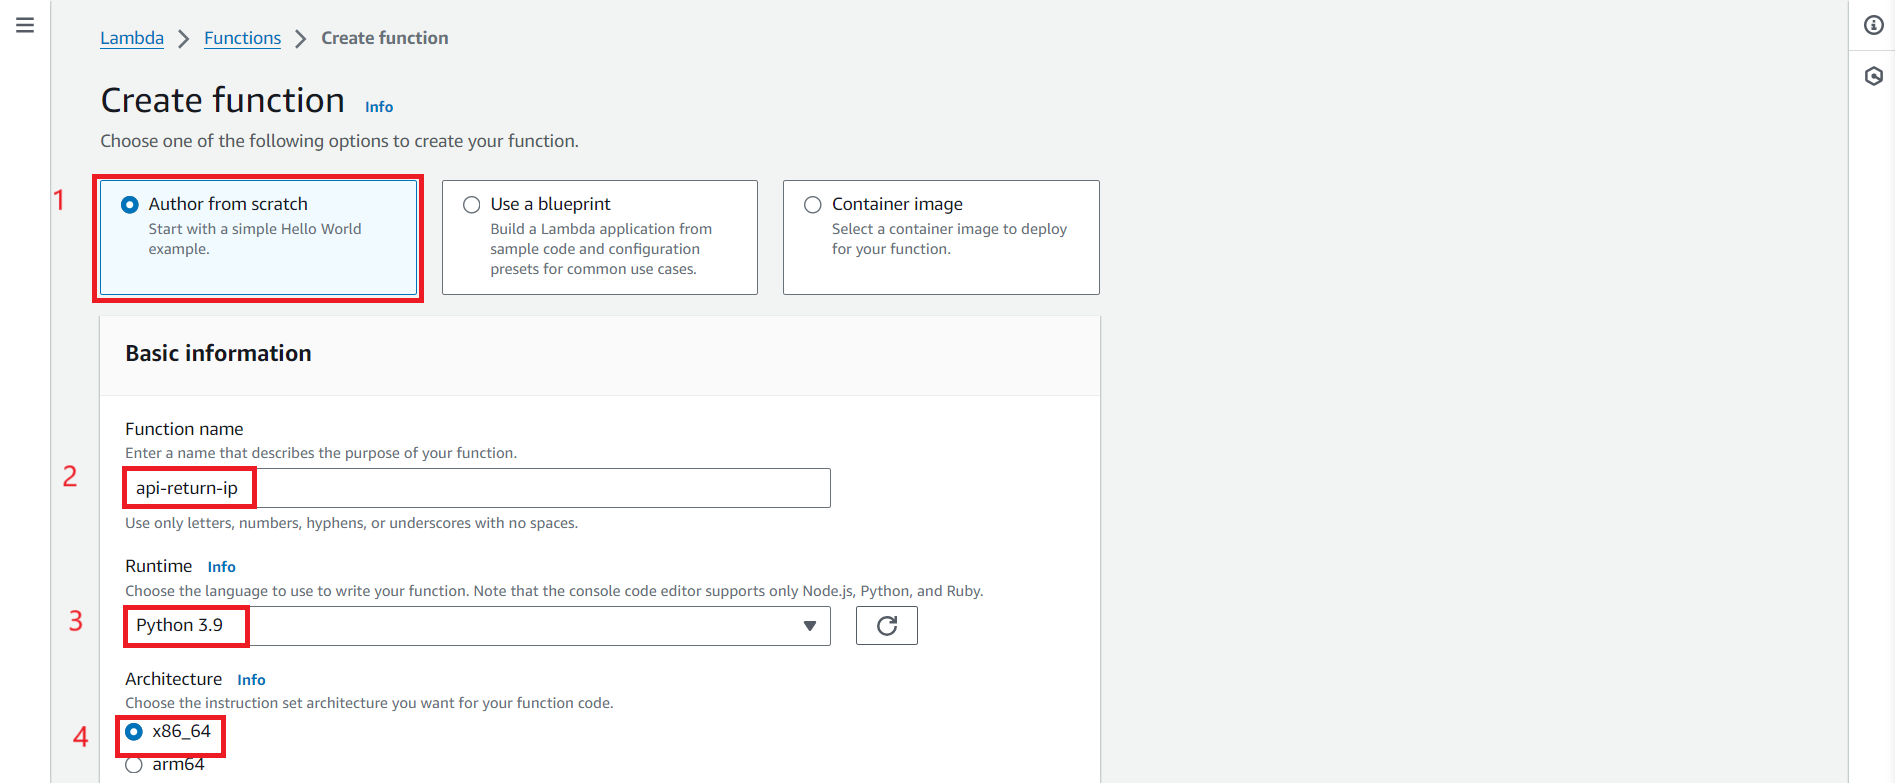 Lambda > Functions > Create function
Create function Info
Choose one of the following options to create your function.
1
Author from scratch
Start with a simple Hello World
example.
Use a blueprint
Build a Lambda application from
sample code and configuration
presets for common use cases.
Container image
Select a container image to deploy
for your function.
Basic information
Function name
Enter a name that describes the purpose of your function.
2
api-return-ip
Use only letters, numbers, hyphens, or underscores with no spaces.
Runtime Info
Choose the language to use to write your function. Note that the console code editor supports only Node.js, Python, and Ruby.
3
Python 3.9
Architecture Info
Choose the instruction set architecture you want for your function code.
4
x86_64
arm64